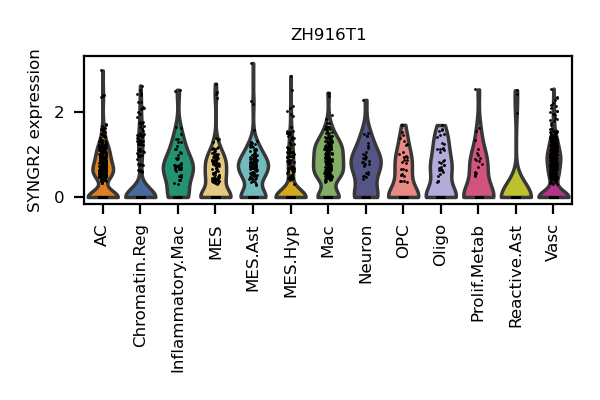 ZH916T1
SYNGR2 expression
2
0
AC
Chromatin.Reg
Inflammatory.Mac
MES
MES.Ast
MES.Hyp
Mac
Neuron
OPC
Oligo
Prolif.Metab
Reactive.Ast
Vasc